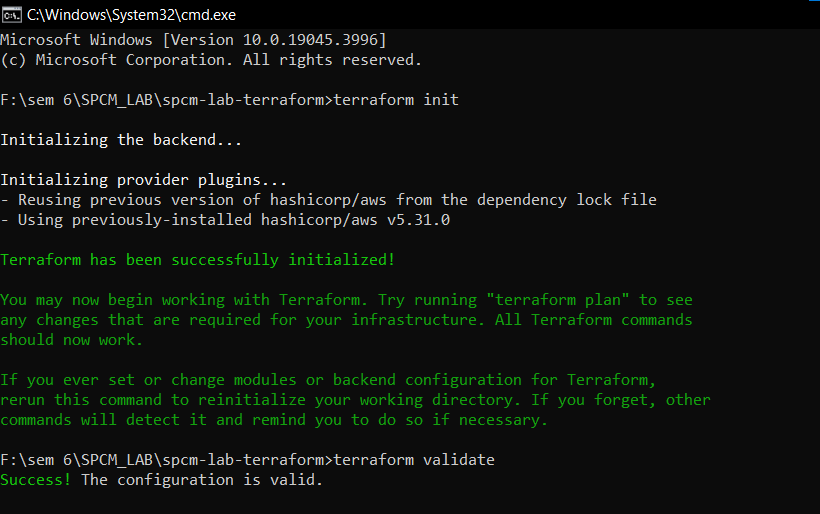 C:\Windows\System32\cmd.exe
Microsoft Windows [Version 10.0.19045.3996]
(c) Microsoft Corporation. All rights reserved.
F:\sem 6\SPCM_LAB\spcm-lab-terraform>terraform init
Initializing the backend...
Initializing provider plugins...
- Reusing previous version of hashicorp/aws from the dependency lock file
- Using previously-installed hashicorp/aws v5.31.0
Terraform has been successfully initialized!
You may now begin working with Terraform. Try running "terraform plan" to see
any changes that are required for your infrastructure. All Terraform commands
should now work.
If you ever set or change modules or backend configuration for Terraform,
rerun this command to reinitialize your working directory. If you forget, other
commands will detect it and remind you to do so if necessary.
F:\sem 6\SPCM_LAB\spcm-lab-terraform>terraform validate
Success! The configuration is valid.